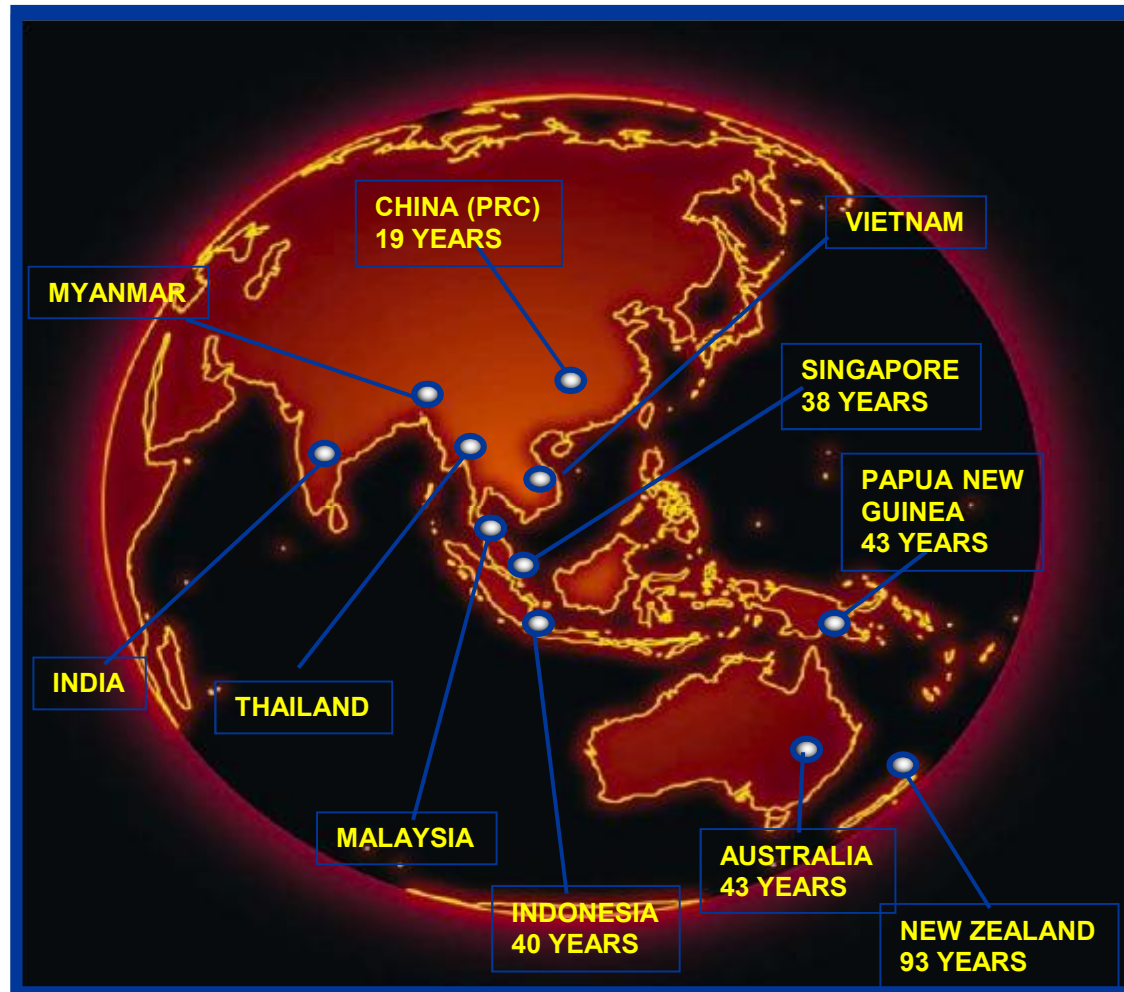 CHINA (PRC)
19 YEARS
VIETNAM
MYANMAR
SINGAPORE
38 YEARS
PAPUA NEW
GUINEA
43 YEARS
INDIA
THAILAND
MALAYSIA
AUSTRALIA
43 YEARS
INDONESIA
40 YEARS
NEW ZEALAND
93 YEARS